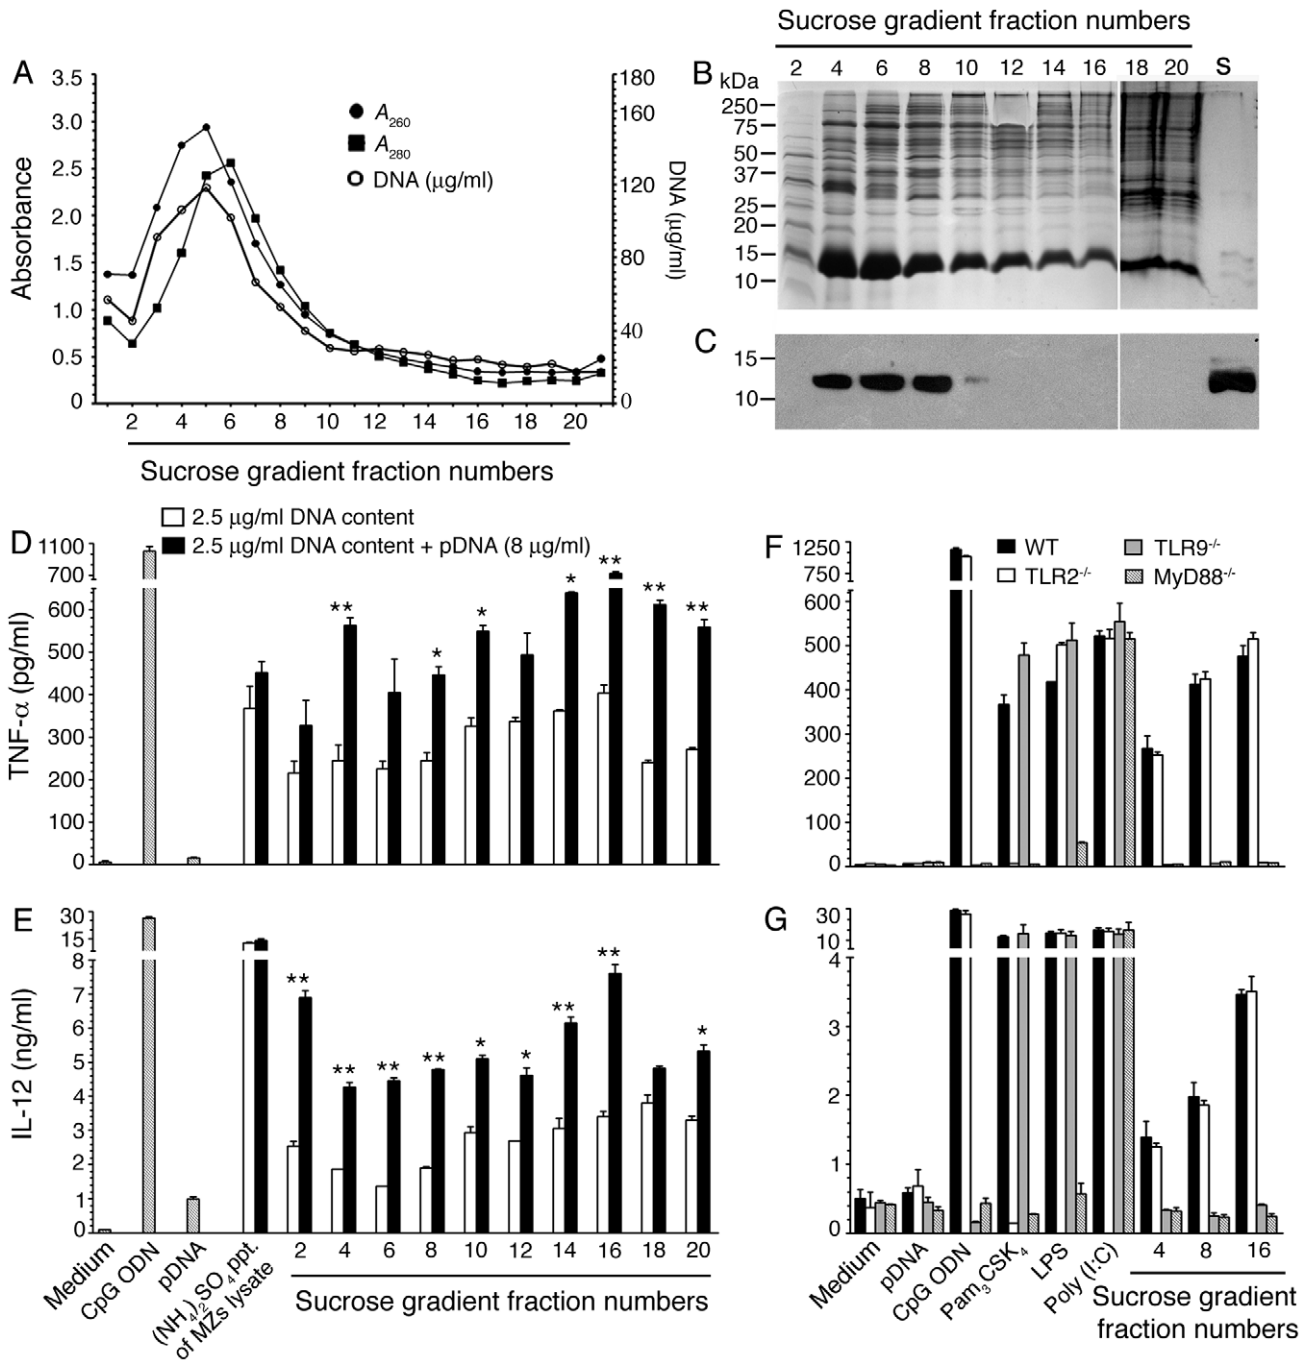 Sucrose gradient fraction numbers
A
3.5
3.0
2.5
2.0
1.5
1.0
0.5
0
Absorbance
180
160
120
80
40
0
DNA (μg/ml)
A260
A280
DNA (μg/ml)
2 4 6 8 10 12 14 16 18 20
Sucrose gradient fraction numbers
B
kDa
2 4 6 8 10 12 14 16 18 20 S
250
75
50
37
25
20
15
10
C
15
10
D
2.5 μg/ml DNA content
2.5 μg/ml DNA content + pDNA (8 μg/ml)
1100
700
600
500
400
300
200
100
0
TNF-α (pg/ml)
** * * * ** ** **
E
30
15
8
7
6
5
4
3
2
1
0
IL-12 (ng/ml)
** ** ** ** * * ** ** *
Medium
CpG ODN
pDNA
(NH4)2SO4 ppt.
of MZs lysate
2 4 6 8 10 12 14 16 18 20
Sucrose gradient fraction numbers
F
WT
TLR2-/-
TLR9-/-
MyD88-/-
1250
750
600
500
400
300
200
100
0
G
30
10
4
3
2
1
0
Medium
pDNA
CpG ODN
Pam3CSK4
LPS
Poly (I:C)
4 8 16
Sucrose gradient
fraction numbers